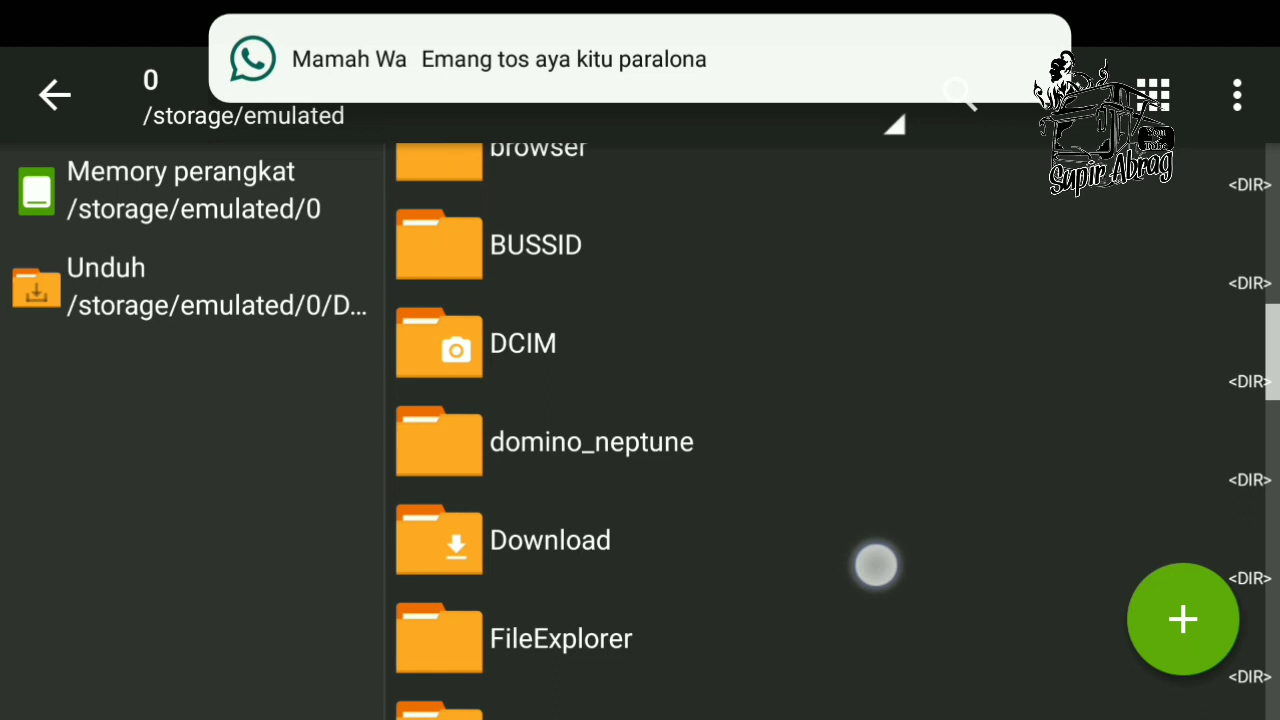 Mamah Wa Emang tos aya kitu paralona
0
/storage/emulated
Supir Abrag
Memory perangkat
/storage/emulated/0
Unduh
/storage/emulated/0/D...
browser
<DIR>
BUSSID
<DIR>
DCIM
<DIR>
domino_neptune
<DIR>
Download
<DIR>
FileExplorer
<DIR>